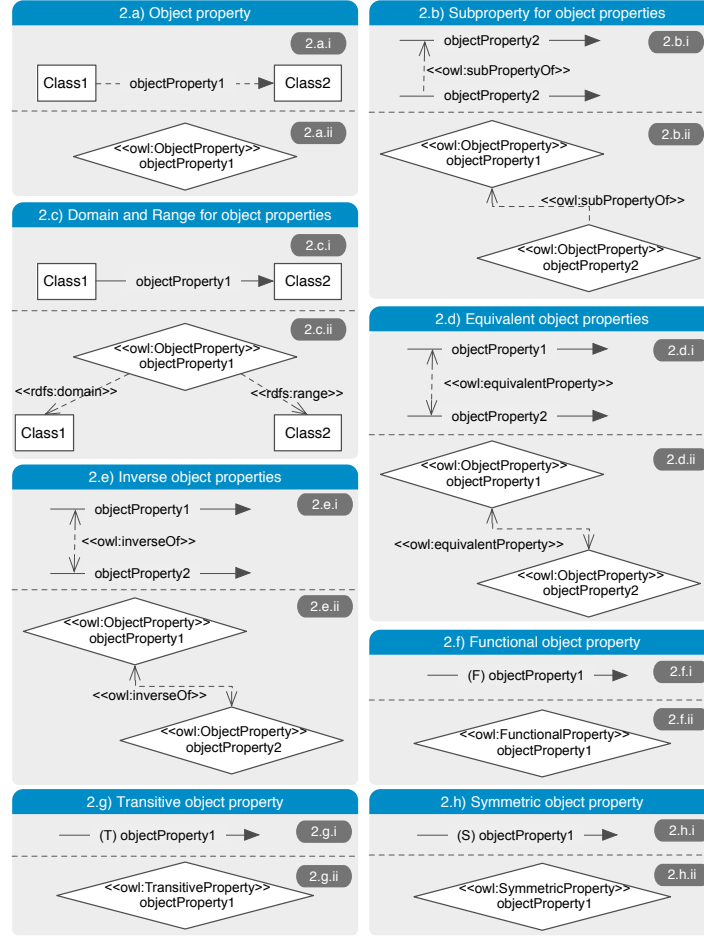 2.a) Object property
2.a.i
Class1 objectProperty1 Class2
2.a.ii
<<owl:ObjectProperty>>
objectProperty1
2.b) Subproperty for object properties
2.b.i
objectProperty2
<<owl:subPropertyOf>>
objectProperty2
2.b.ii
<<owl:ObjectProperty>>
objectProperty1
<<owl:subPropertyOf>>
<<owl:ObjectProperty>>
objectProperty2
2.c) Domain and Range for object properties
2.c.i
Class1 objectProperty1 Class2
2.c.ii
<<owl:ObjectProperty>>
objectProperty1
<<rdfs:domain>> <<rdfs:range>>
Class1 Class2
2.d) Equivalent object properties
2.d.i
objectProperty1
<<owl:equivalentProperty>>
objectProperty2
2.d.ii
<<owl:ObjectProperty>>
objectProperty1
<<owl:equivalentProperty>>
<<owl:ObjectProperty>>
objectProperty2
2.e) Inverse object properties
2.e.i
objectProperty1
<<owl:inverseOf>>
objectProperty2
2.e.ii
<<owl:ObjectProperty>>
objectProperty1
<<owl:inverseOf>>
<<owl:ObjectProperty>>
objectProperty2
2.f) Functional object property
2.f.i
(F) objectProperty1
2.f.ii
<<owl:FunctionalProperty>>
objectProperty1
2.g) Transitive object property
2.g.i
(T) objectProperty1
2.g.ii
<<owl:TransitiveProperty>>
objectProperty1
2.h) Symmetric object property
2.h.i
(S) objectProperty1
2.h.ii
<<owl:SymmetricProperty>>
objectProperty1